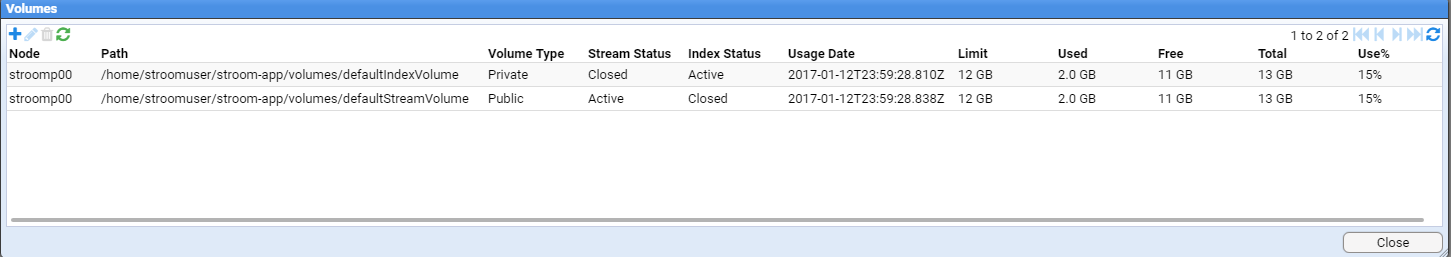 Volumes
1 to 2 of 2
Node Path Volume Type Stream Status Index Status Usage Date Limit Used Free Total Use%
stroomp00 /home/stroomuser/stroom-app/volumes/defaultIndexVolume Private Closed Active 2017-01-12T23:59:28.810Z 12 GB 2.0 GB 11 GB 13 GB 15%
stroomp00 /home/stroomuser/stroom-app/volumes/defaultStreamVolume Public Active Closed 2017-01-12T23:59:28.838Z 12 GB 2.0 GB 11 GB 13 GB 15%
Close